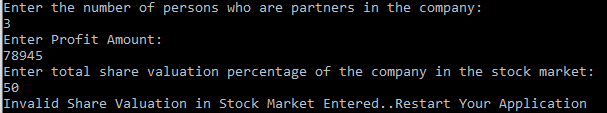 Enter the number of persons who are partners in the company:
3
Enter Profit Amount:
78945
Enter total share valuation percentage of the company in the stock market:
50
Invalid Share Valuation in Stock Market Entered..Restart Your Application